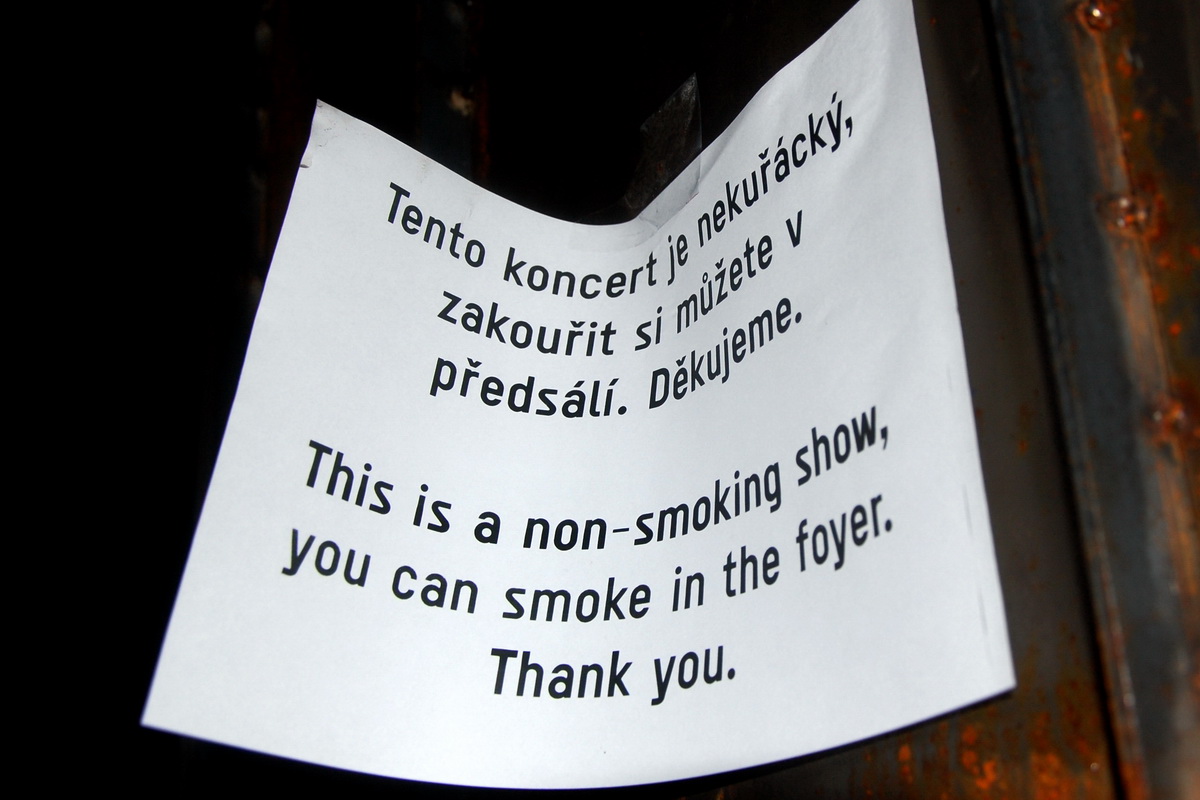 Tento koncert je nekuřácký,
zakouřit si můžete v
předsálí. Děkujeme.
This is a non-smoking show,
you can smoke in the foyer.
Thank you.